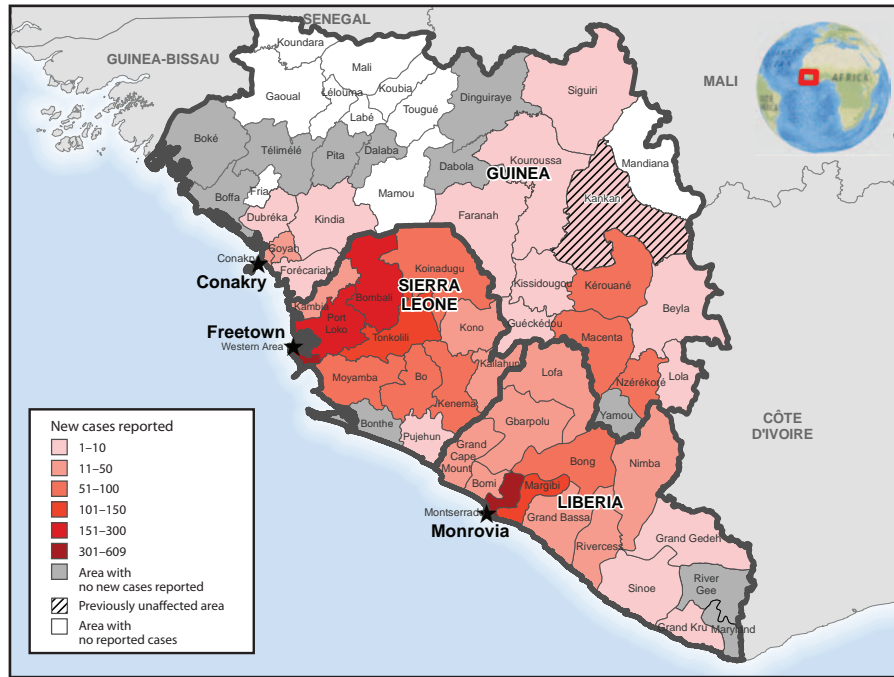 SENEGAL
GUINEA-BISSAU
MALI
AFRICA
Koundara
Mali
Gaoual
Lélouma
Koubia
Labé
Tougué
Dinguiraye
Siguiri
Boké
Télimélé
Pita
Dalaba
Dabola
Kouroussa
Mandiana
GUINEA
Boffa
Fria
Mamou
Kankan
Dubréka
Kindia
Faranah
Coyah
Conakry
Conakry
Forécariah
Koinadugu
Kissidougou
Kérouané
Beyla
SIERRA
LEONE
Kambia
Bombali
Port
Loko
Freetown
Western Area
Tonkolili
Kono
Guéckédou
Macenta
Moyamba
Bo
Kailahun
Lofa
Nzérékoré
Lola
Kenema
Yamou
Bonthe
Pujehun
Gbarpolu
CÔTE
D'IVOIRE
Grand
Cape
Mount
Bong
Nimba
Bomi
Margibi
LIBERIA
Montserrado
Monrovia
Grand Bassa
Rivercess
Grand Gedeh
Sinoe
River
Gee
Grand Kru
Maryland
New cases reported
1–10
11–50
51–100
101–150
151–300
301–609
Area with
no new cases reported
Previously unaffected area
Area with
no reported cases